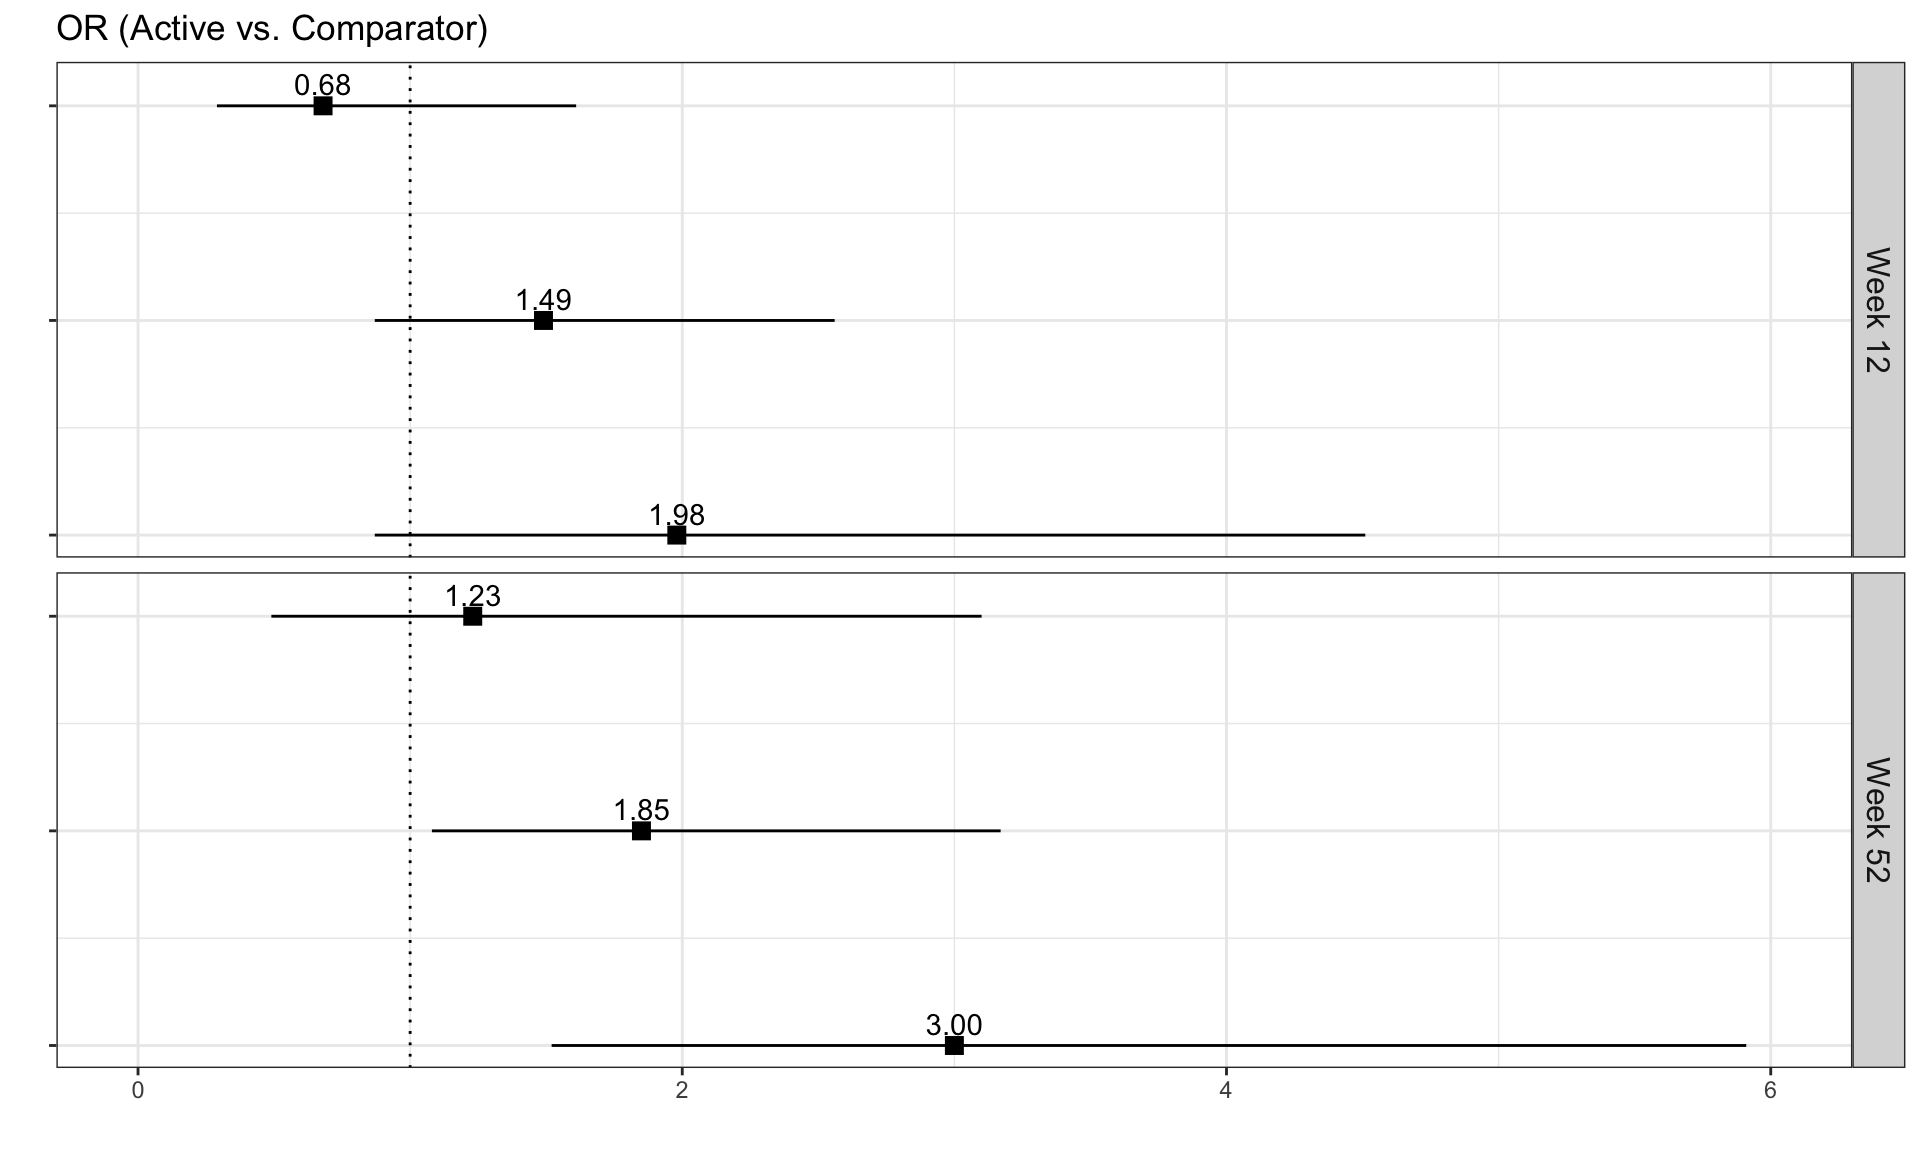 OR (Active vs. Comparator)
0.68
1.49
1.98
Week 12
1.23
1.85
3.00
Week 52
0 2 4 6